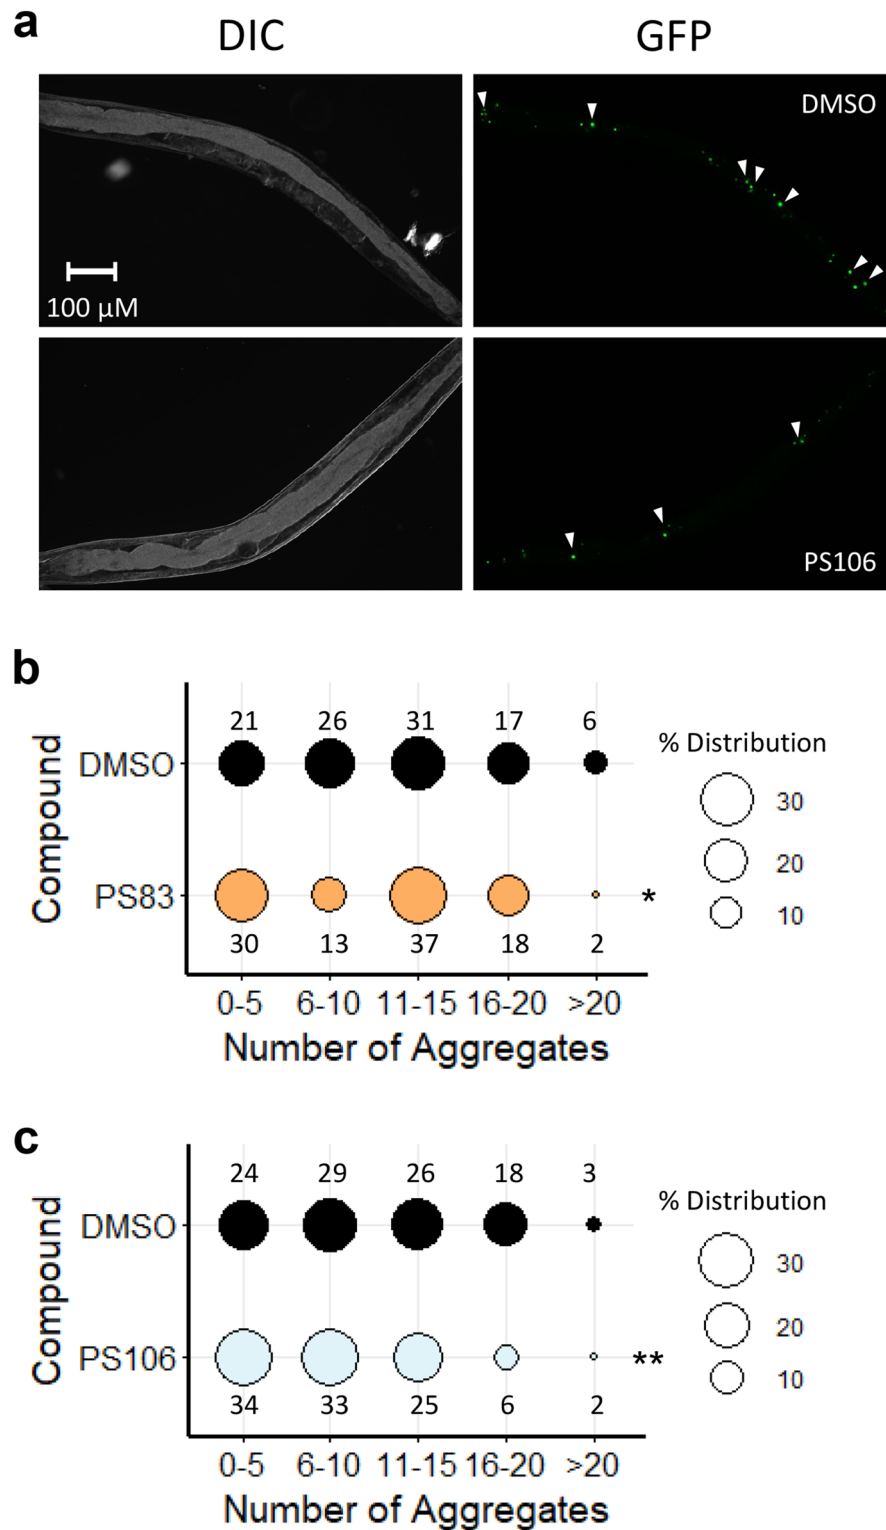 a
DIC GFP
DMSO
100 µM
PS106
b
21 26 31 17 6
% Distribution
DMSO
30
20
PS83 *
10
30 13 37 18 2
Compound
0-5 6-10 11-15 16-20 >20
Number of Aggregates
c
24 29 26 18 3
% Distribution
DMSO
30
20
PS106 **
10
34 33 25 6 2
Compound
0-5 6-10 11-15 16-20 >20
Number of Aggregates